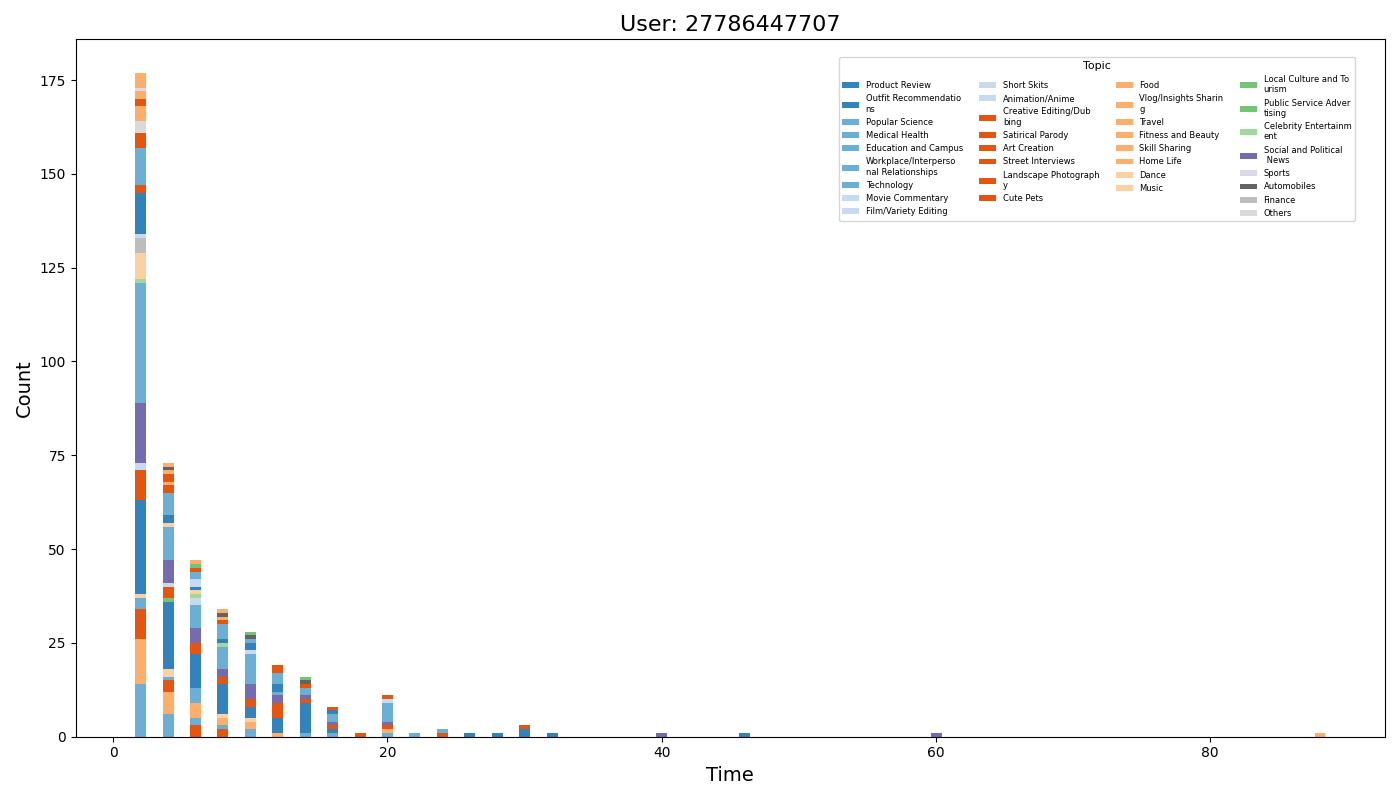 User: 27786447707
Count
175
150
125
100
75
50
25
0
Topic
Product Review
Outfit Recommendatio
ns
Popular Science
Medical Health
Education and Campus
Workplace/Interperso
nal Relationships
Technology
Movie Commentary
Film/Variety Editing
Short Skits
Animation/Anime
Creative Editing/Dub
bing
Satirical Parody
Art Creation
Street Interviews
Landscape Photograph
y
Cute Pets
Food
Vlog/Insights Sharin
g
Travel
Fitness and Beauty
Skill Sharing
Home Life
Dance
Music
Local Culture and To
urism
Public Service Adver
tising
Celebrity Entertainm
ent
Social and Political
News
Sports
Automobiles
Finance
Others
0
20
40
60
80
Time